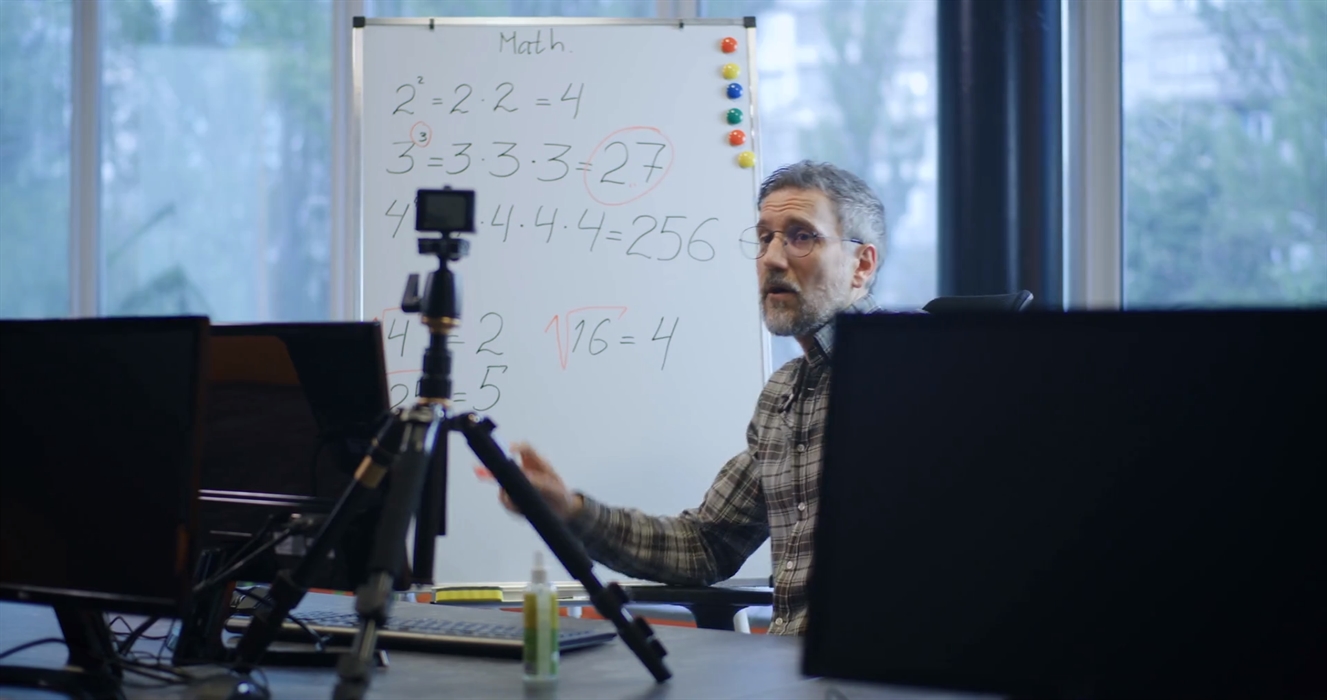 Math.
2² = 2 · 2 = 4
3³ = 3 · 3 · 3 = 27
4 · 4 · 4 · 4 = 256
√4 = 2 √16 = 4
= 5